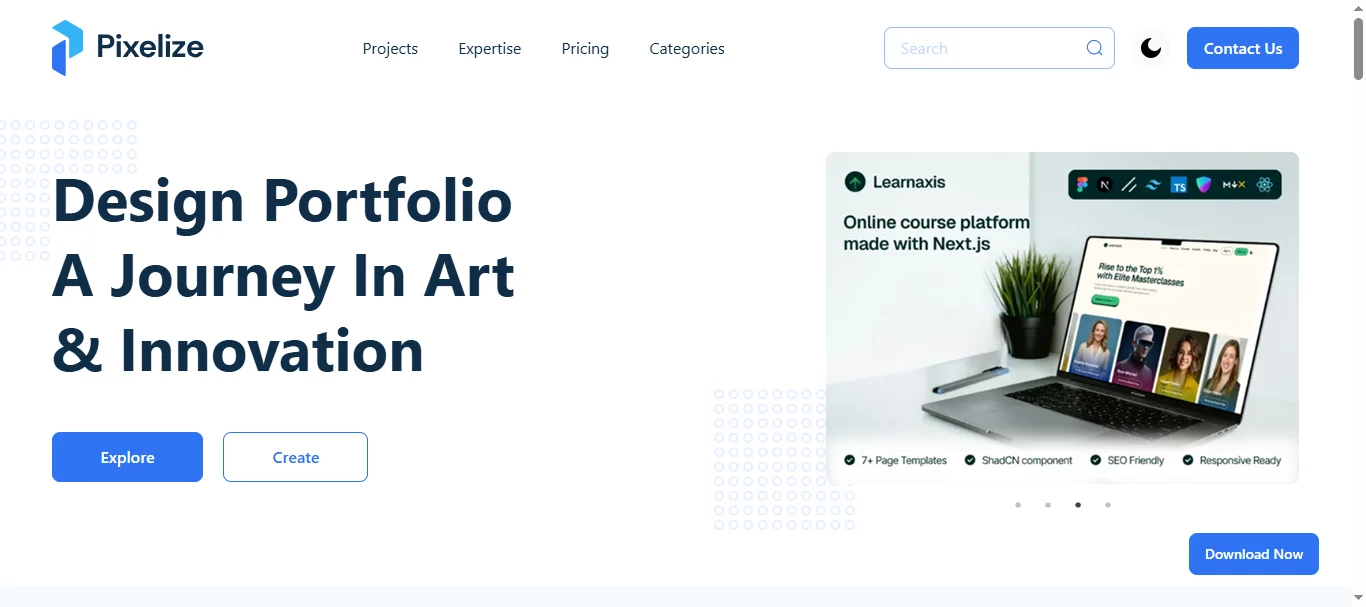 Pixelize
Projects
Expertise
Pricing
Categories
Search
Contact Us
Design Portfolio
A Journey In Art
& Innovation
Explore
Create
Learnaxis
TS
Online course platform
made with Next.js
Rise to the Top 1%
with Elite Masterclasses
7+ Page Templates
ShadCN component
SEO Friendly
Responsive Ready
Download Now